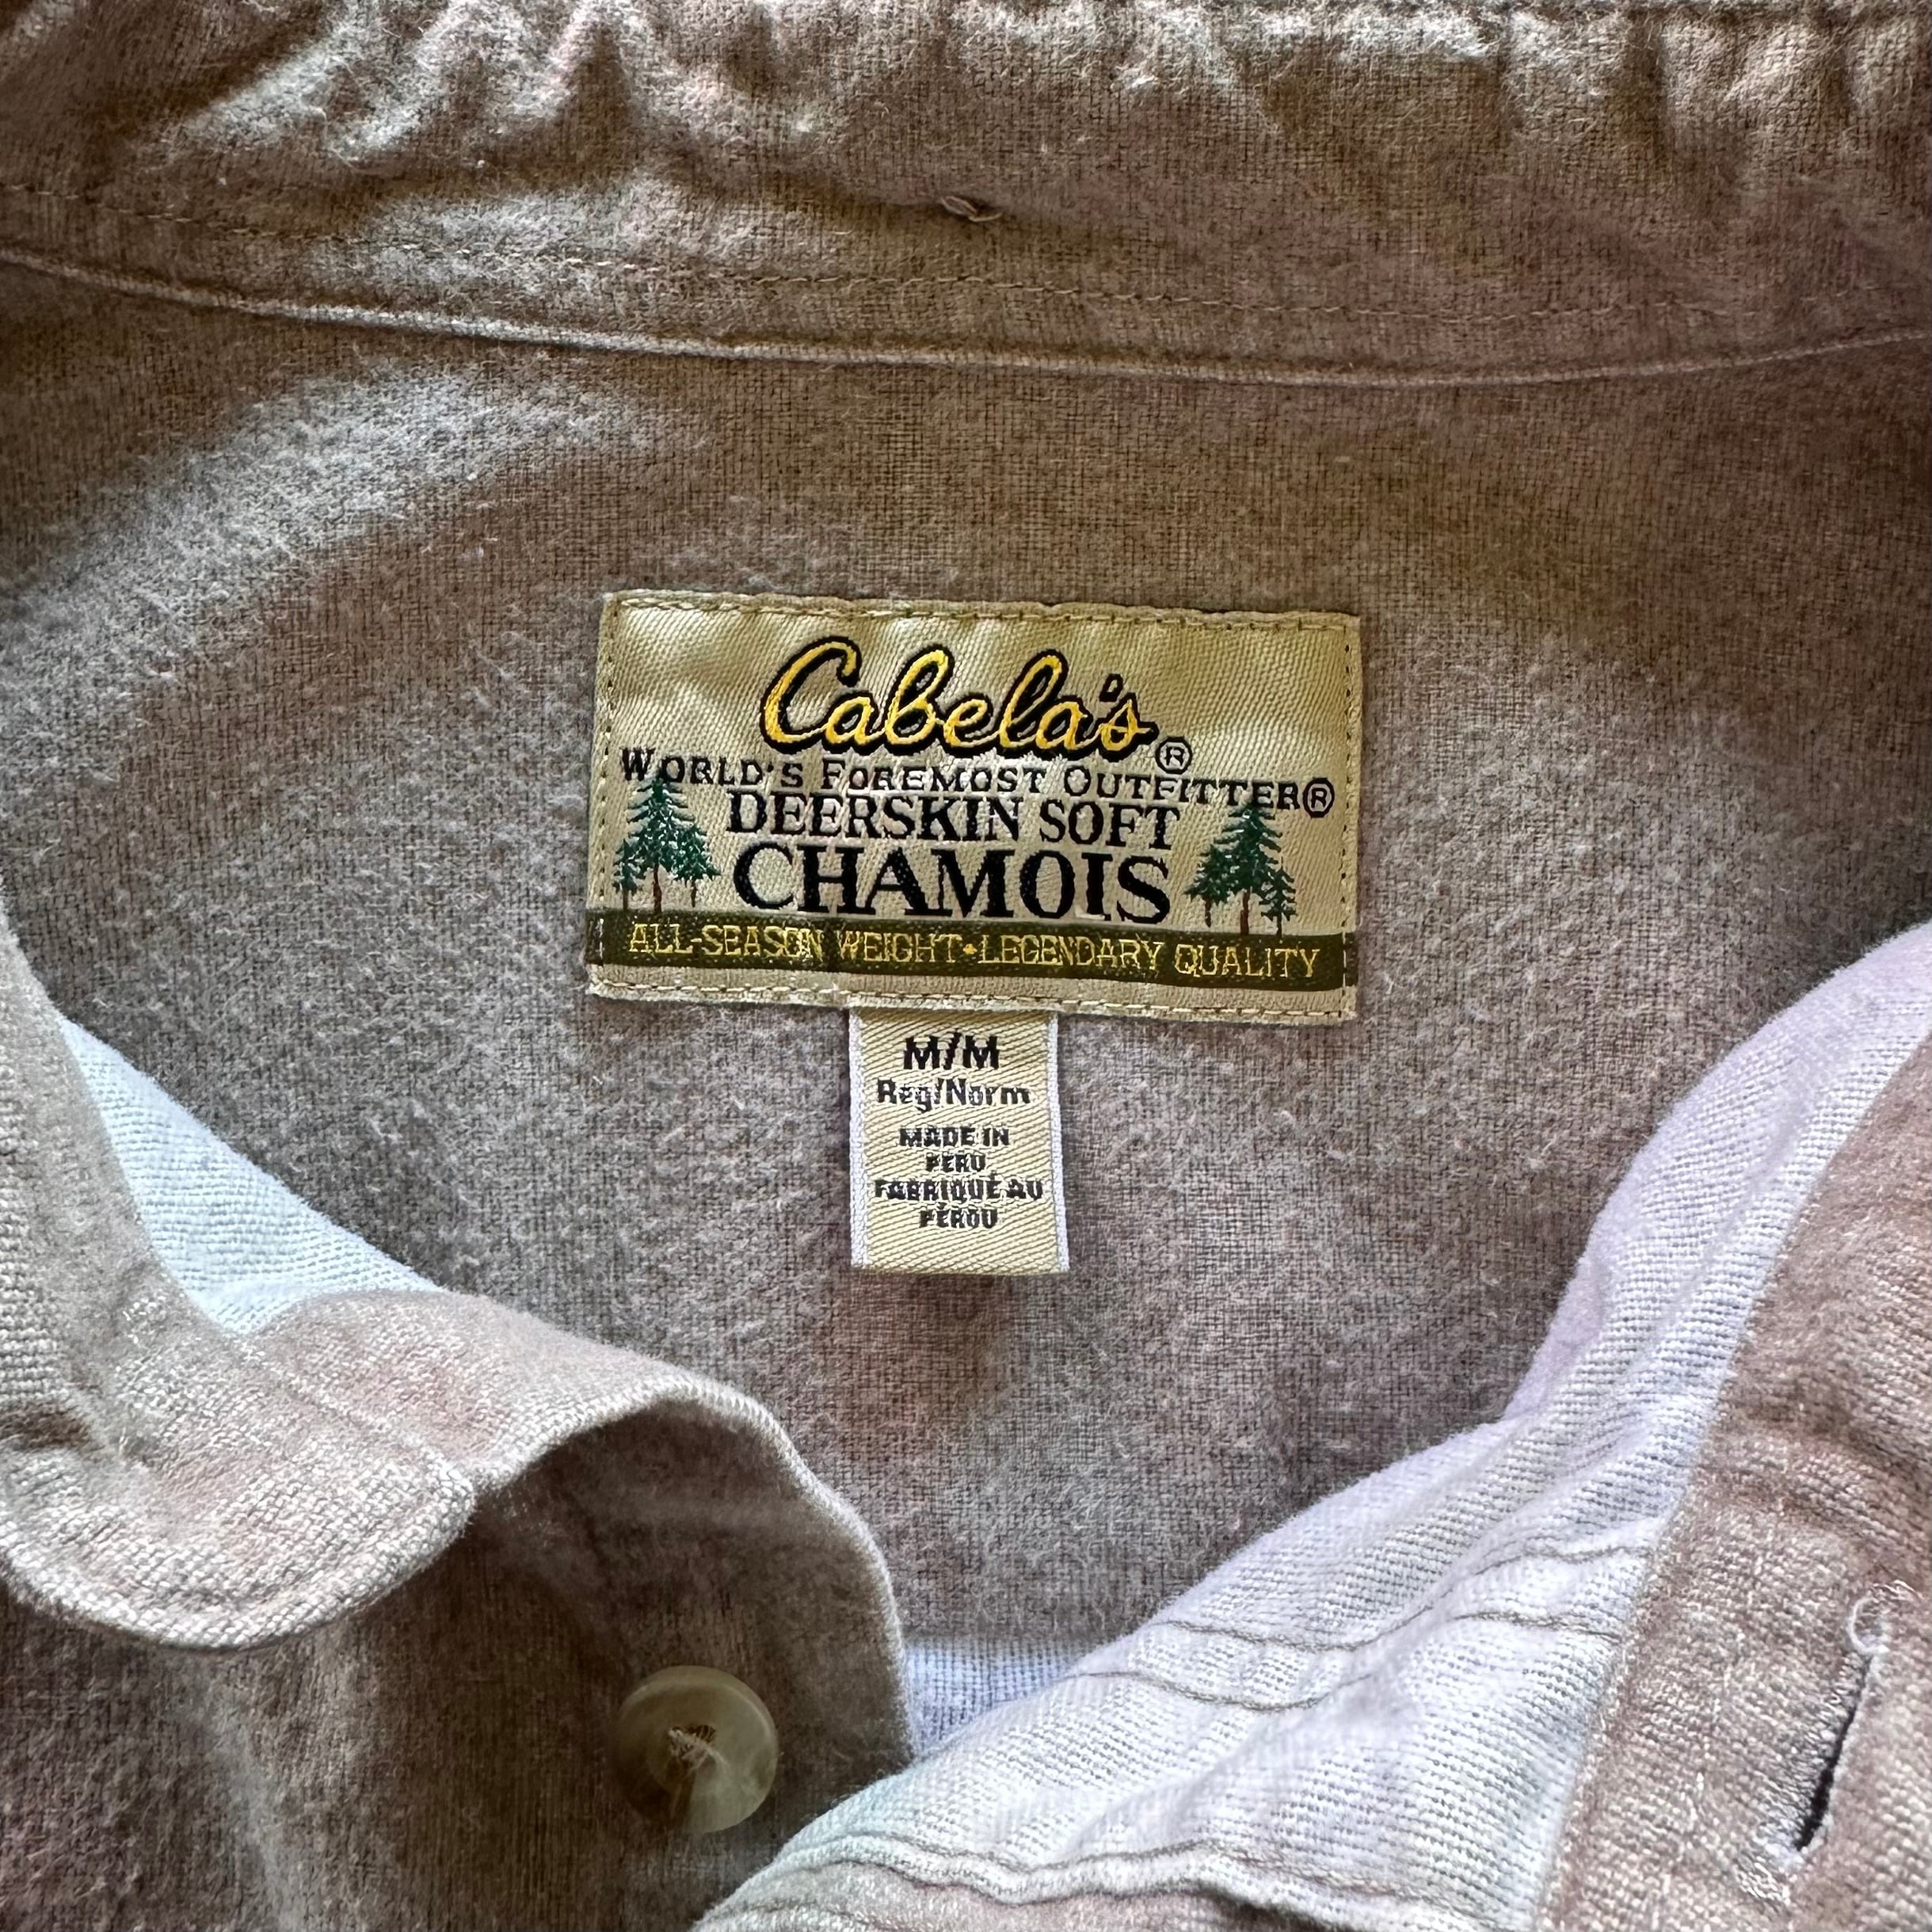 Cabela's®
WORLD'S FOREMOST OUTFITTER®
DEERSKIN SOFT
CHAMOIS
ALL-SEASON WEIGHT•LEGENDARY QUALITY
M/M
Reg/Norm
MADE IN
PERU
FABRIQUÉ AU
PÉROU